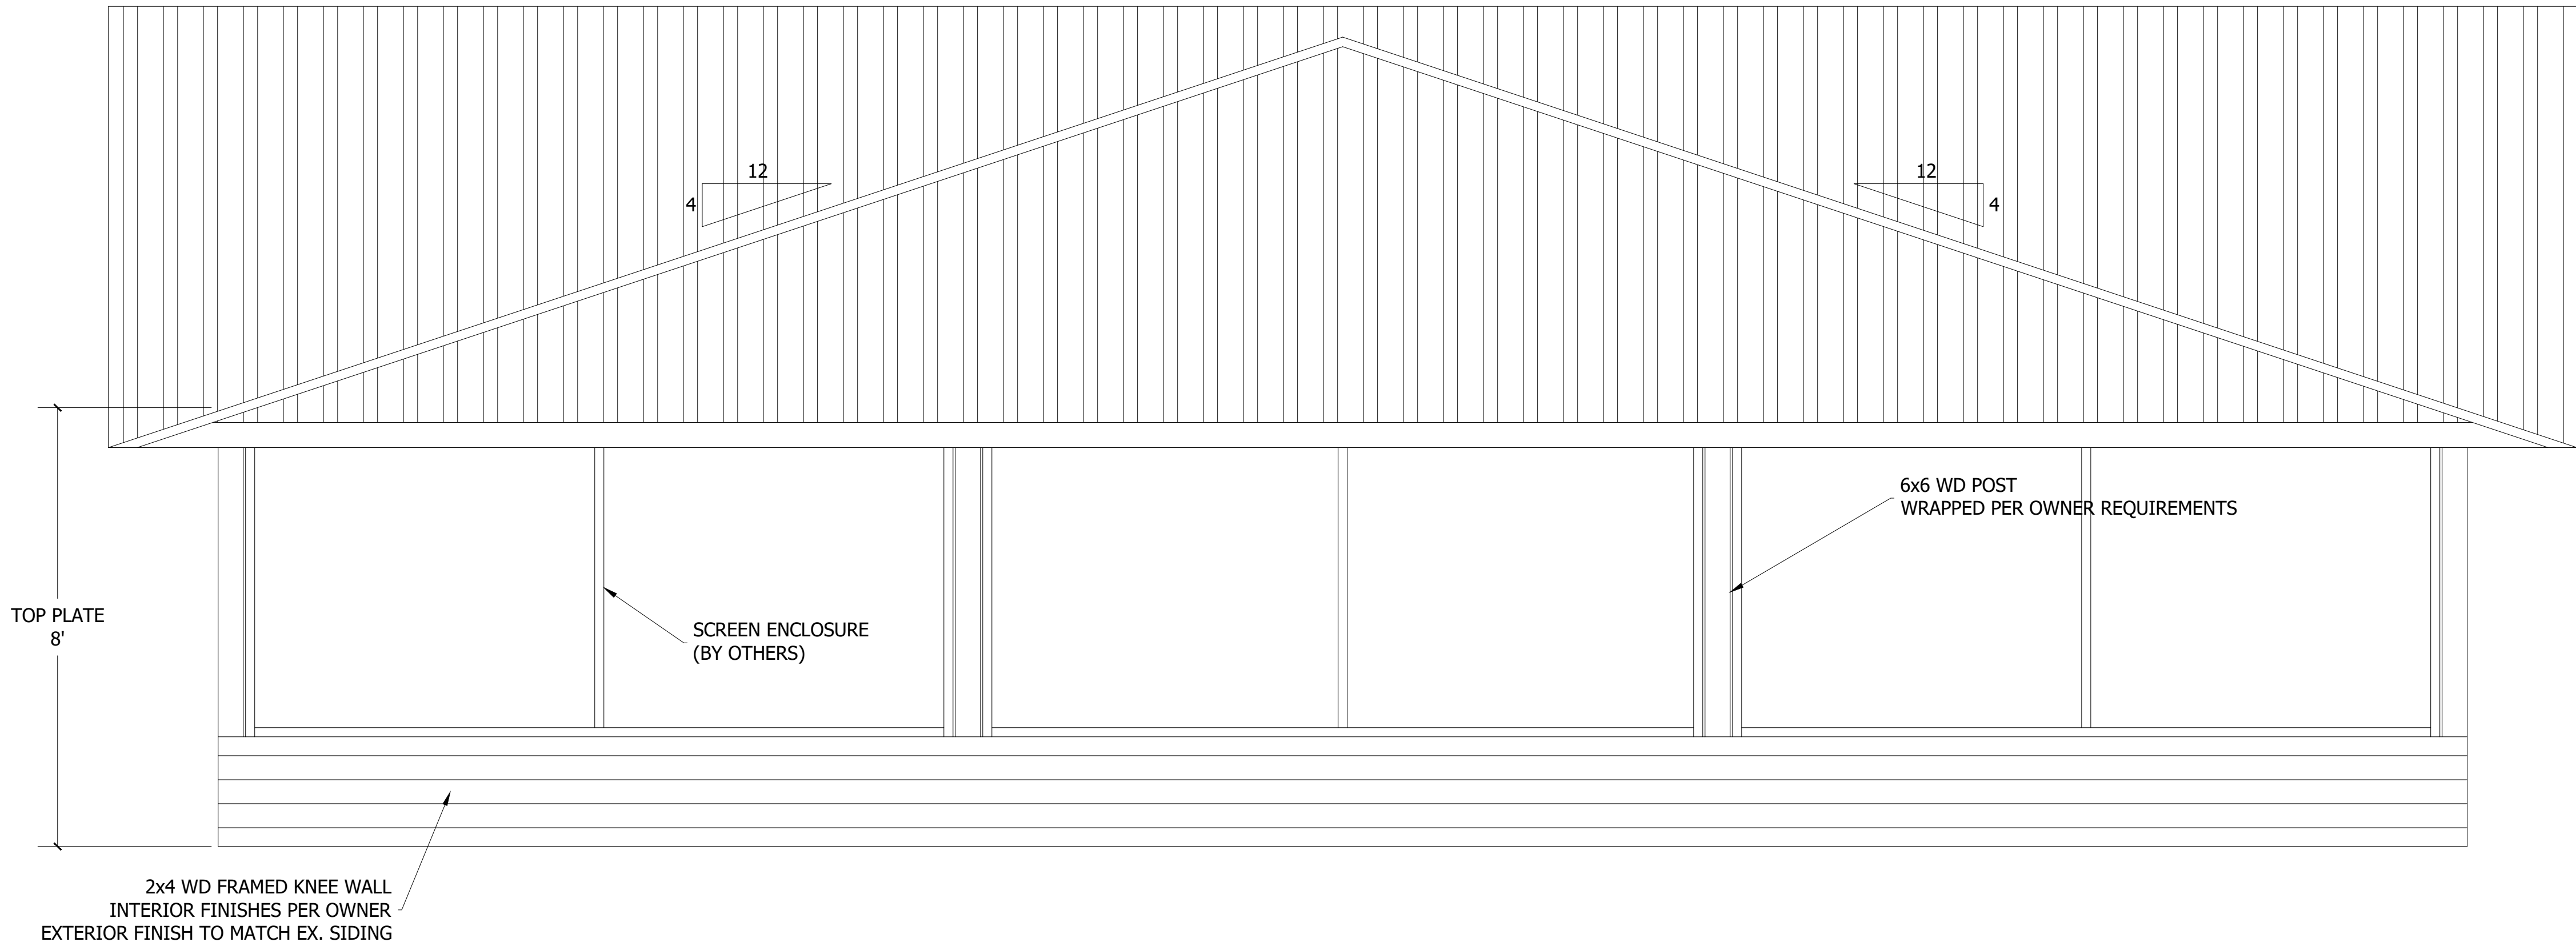 12
4
12
4
6x6 WD POST
WRAPPED PER OWNER REQUIREMENTS
TOP PLATE
8'
SCREEN ENCLOSURE
(BY OTHERS)
2x4 WD FRAMED KNEE WALL
INTERIOR FINISHES PER OWNER
EXTERIOR FINISH TO MATCH EX. SIDING